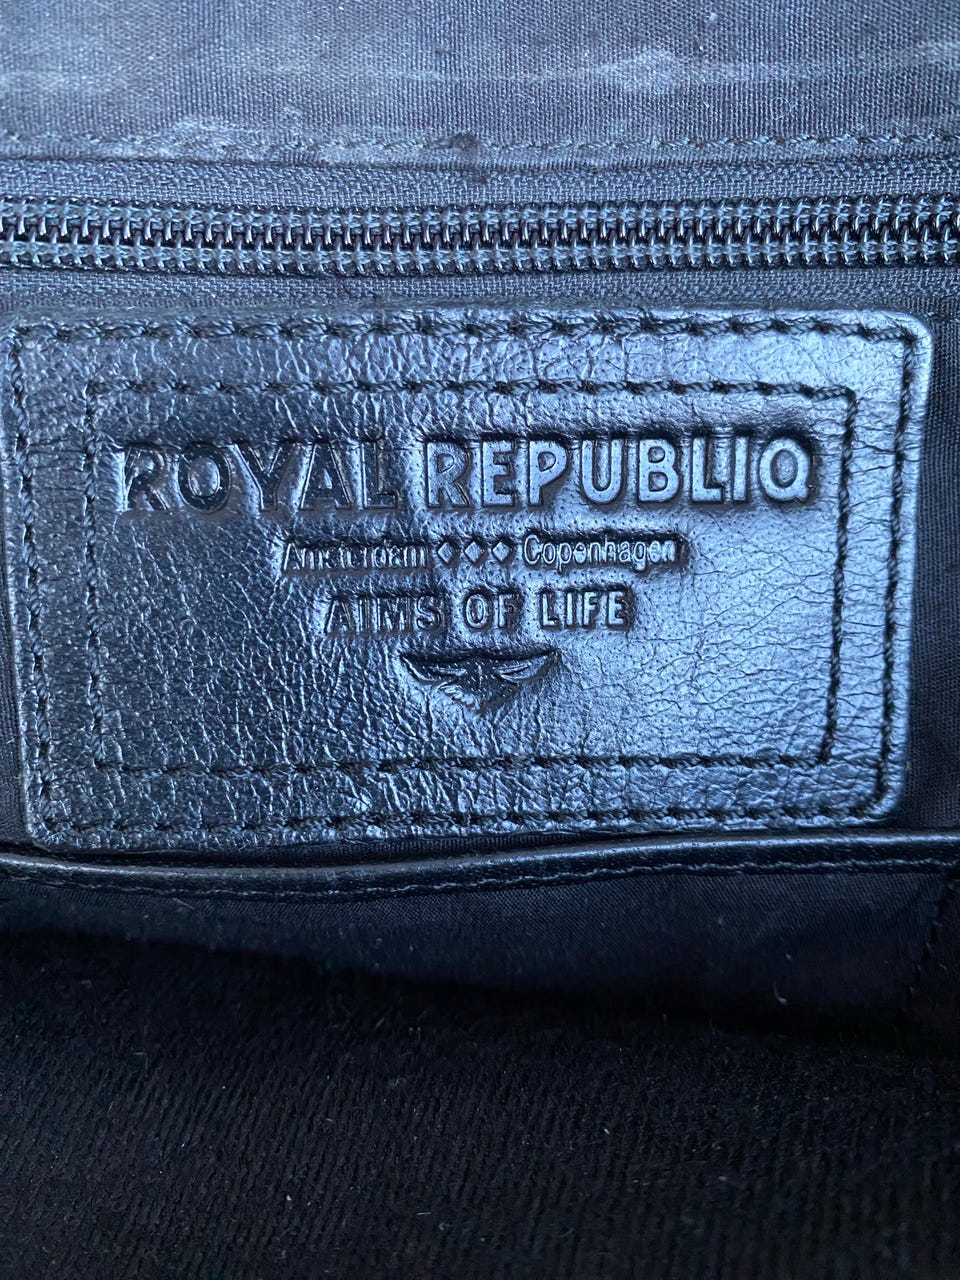 ROYAL REPUBLIQ
Amsterdam ◇◇◇ Copenhagen
AIMS OF LIFE